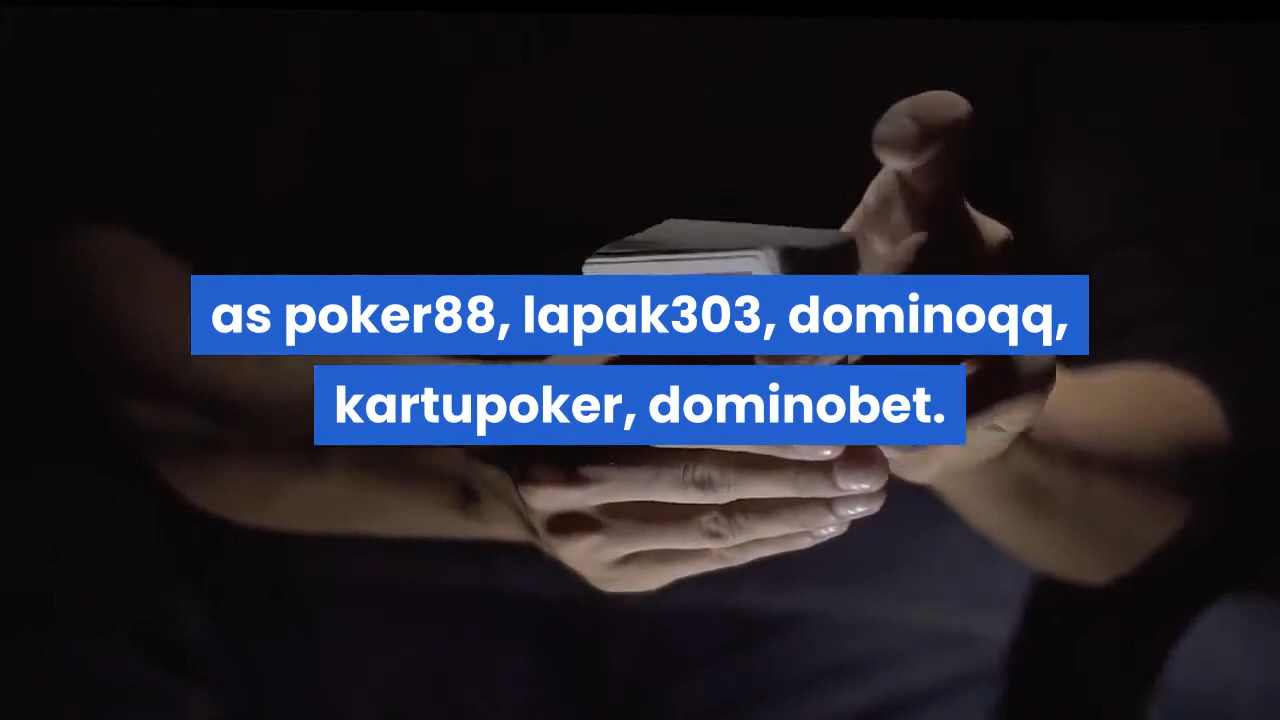 as poker88, lapak303, dominoqq,
kartupoker, dominobet.